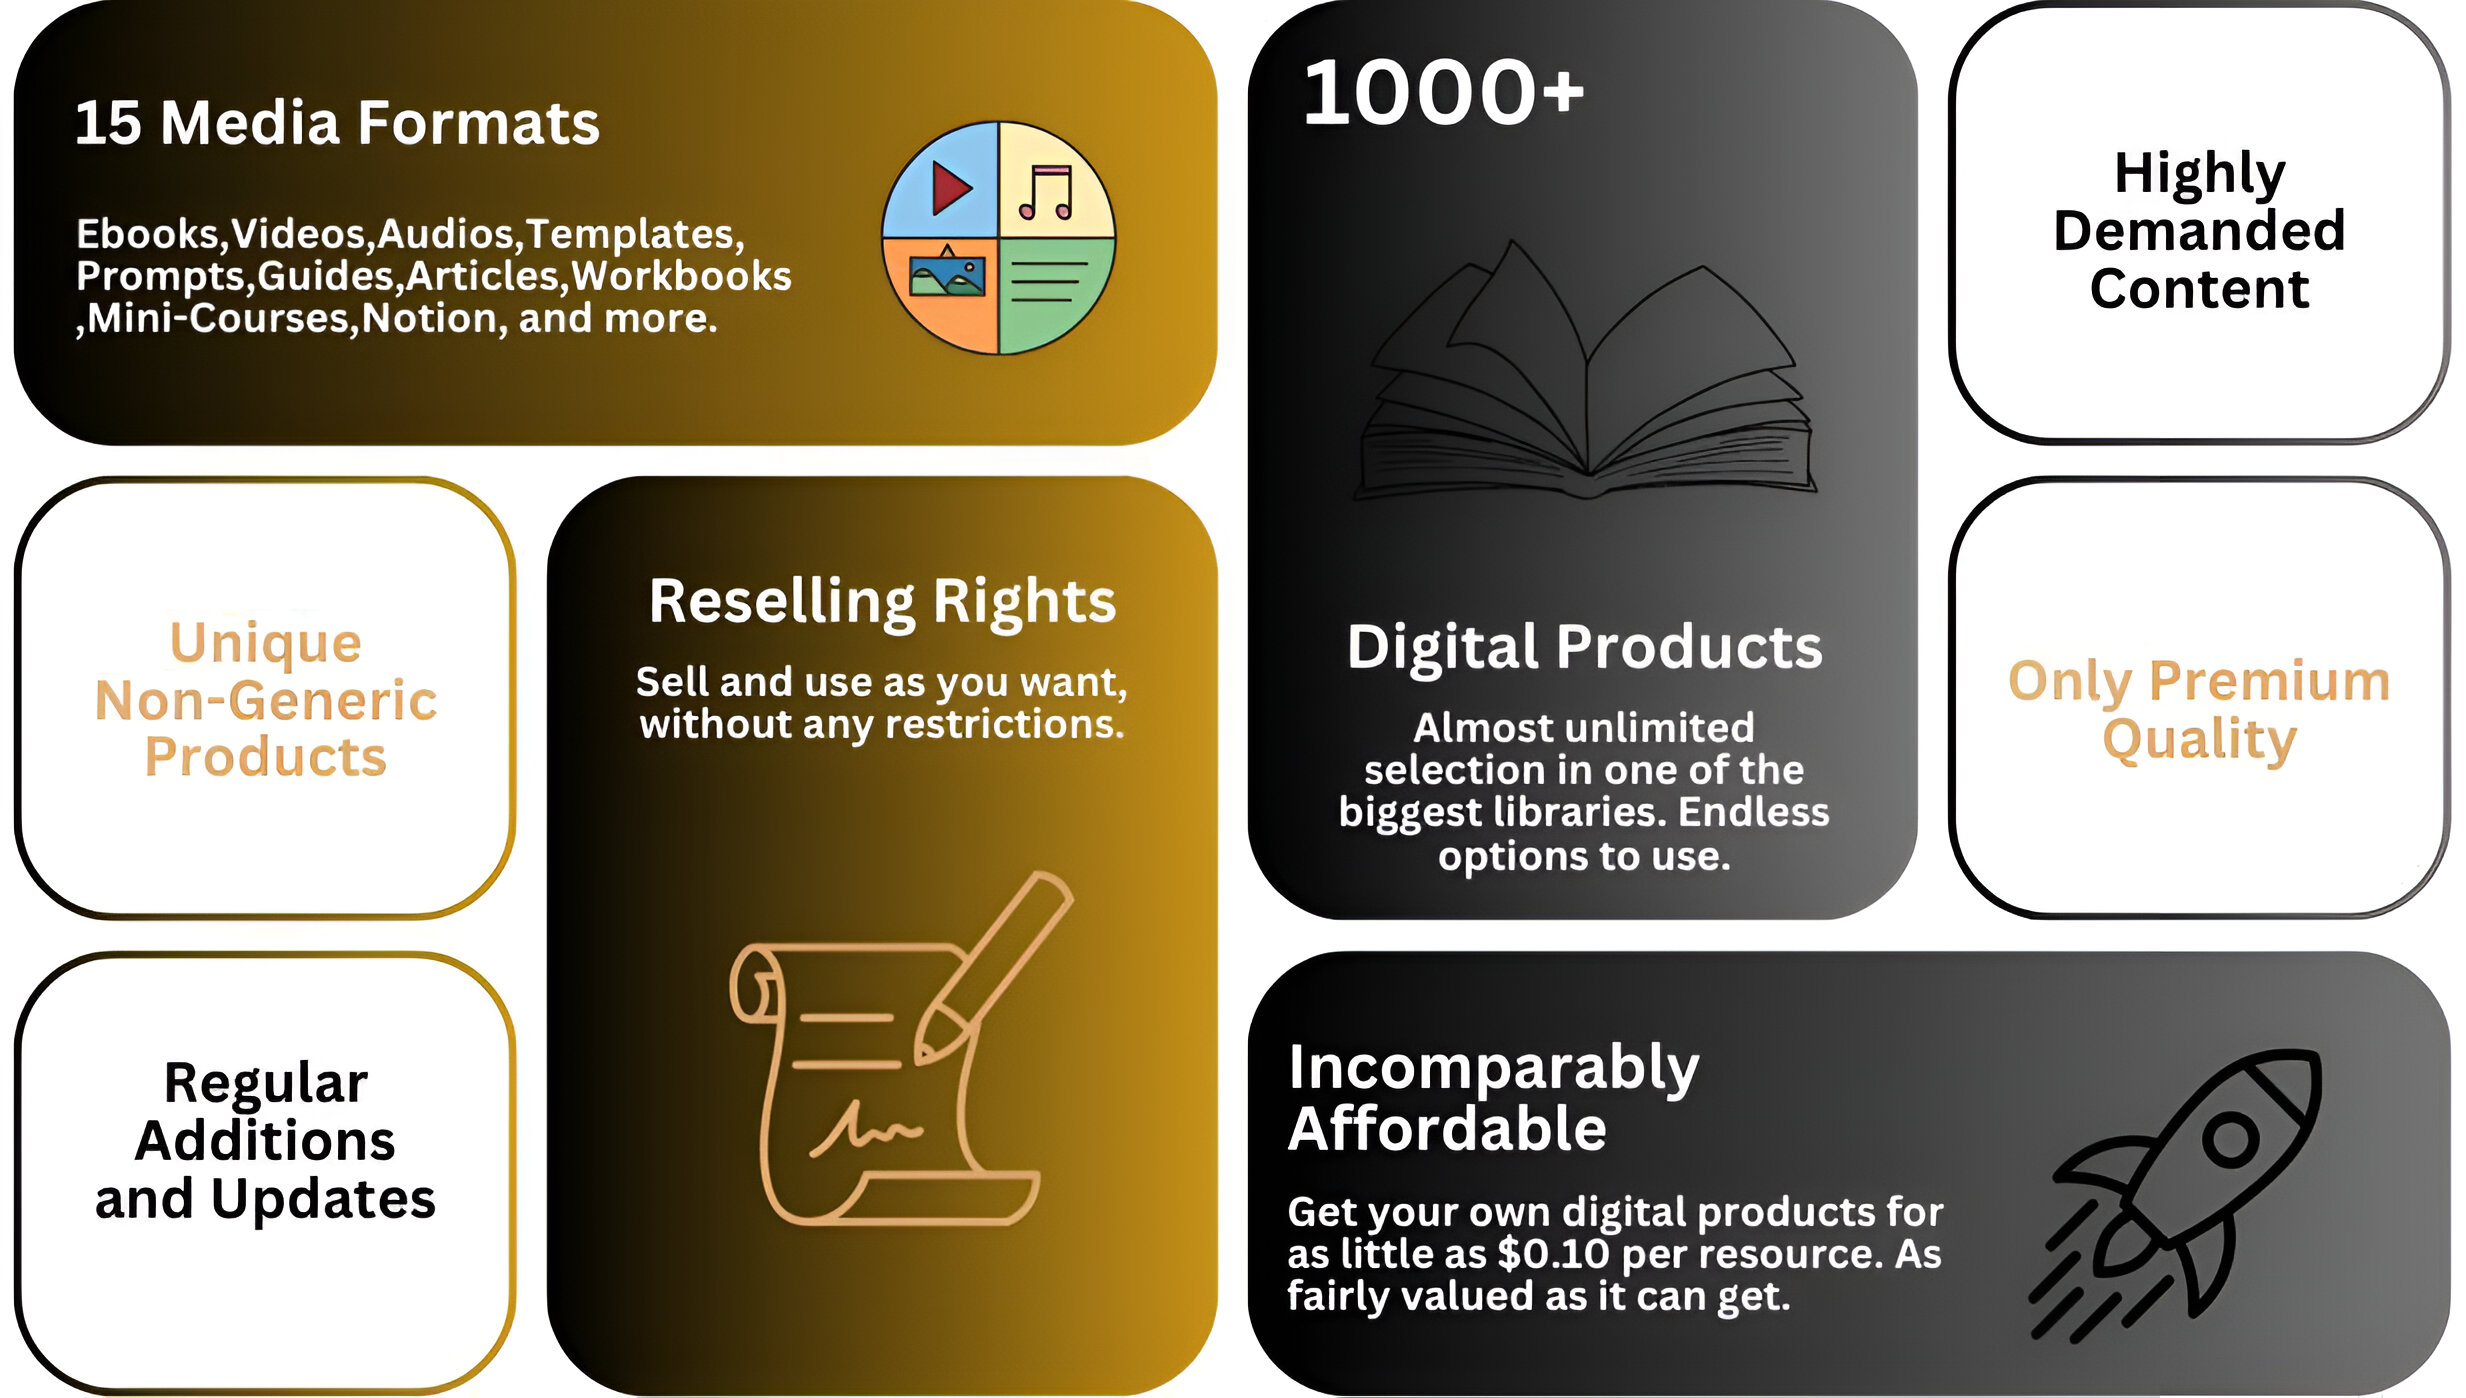 15 Media Formats
Ebooks,Videos,Audios,Templates,
Prompts,Guides,Articles,Workbooks
,Mini-Courses,Notion, and more.
1000+
Digital Products
Almost unlimited
selection in one of the
biggest libraries. Endless
options to use.
Highly
Demanded
Content
Unique
Non-Generic
Products
Reselling Rights
Sell and use as you want,
without any restrictions.
Only Premium
Quality
Regular
Additions
and Updates
Incomparably
Affordable
Get your own digital products for
as little as $0.10 per resource. As
fairly valued as it can get.